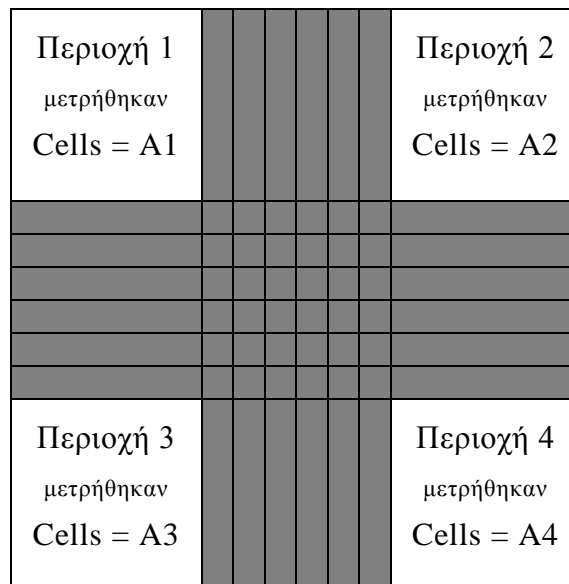 Περιοχή 1
μετρήθηκαν
Cells = A1
Περιοχή 2
μετρήθηκαν
Cells = A2
Περιοχή 3
μετρήθηκαν
Cells = A3
Περιοχή 4
μετρήθηκαν
Cells = A4